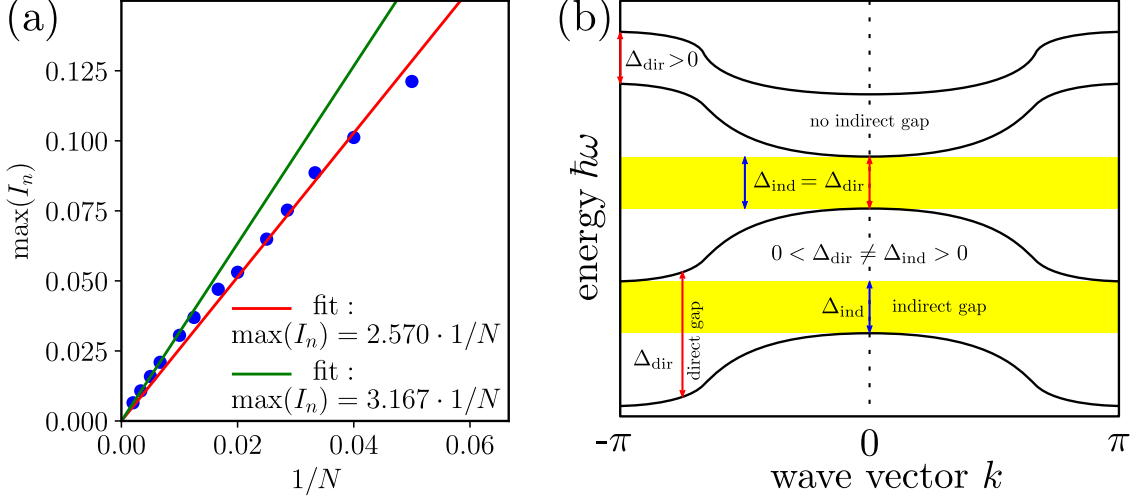 (a)
max(I_n)
0.125
0.100
0.075
0.050
0.025
0.000
0.00
0.02
0.04
0.06
1/N
fit :
max(I_n) = 2.570 · 1/N
fit :
max(I_n) = 3.167 · 1/N
(b)
energy ħω
Δ_dir > 0
no indirect gap
Δ_ind = Δ_dir
0 < Δ_dir ≠ Δ_ind > 0
Δ_ind
indirect gap
Δ_dir
direct gap
-π
0
π
wave vector k